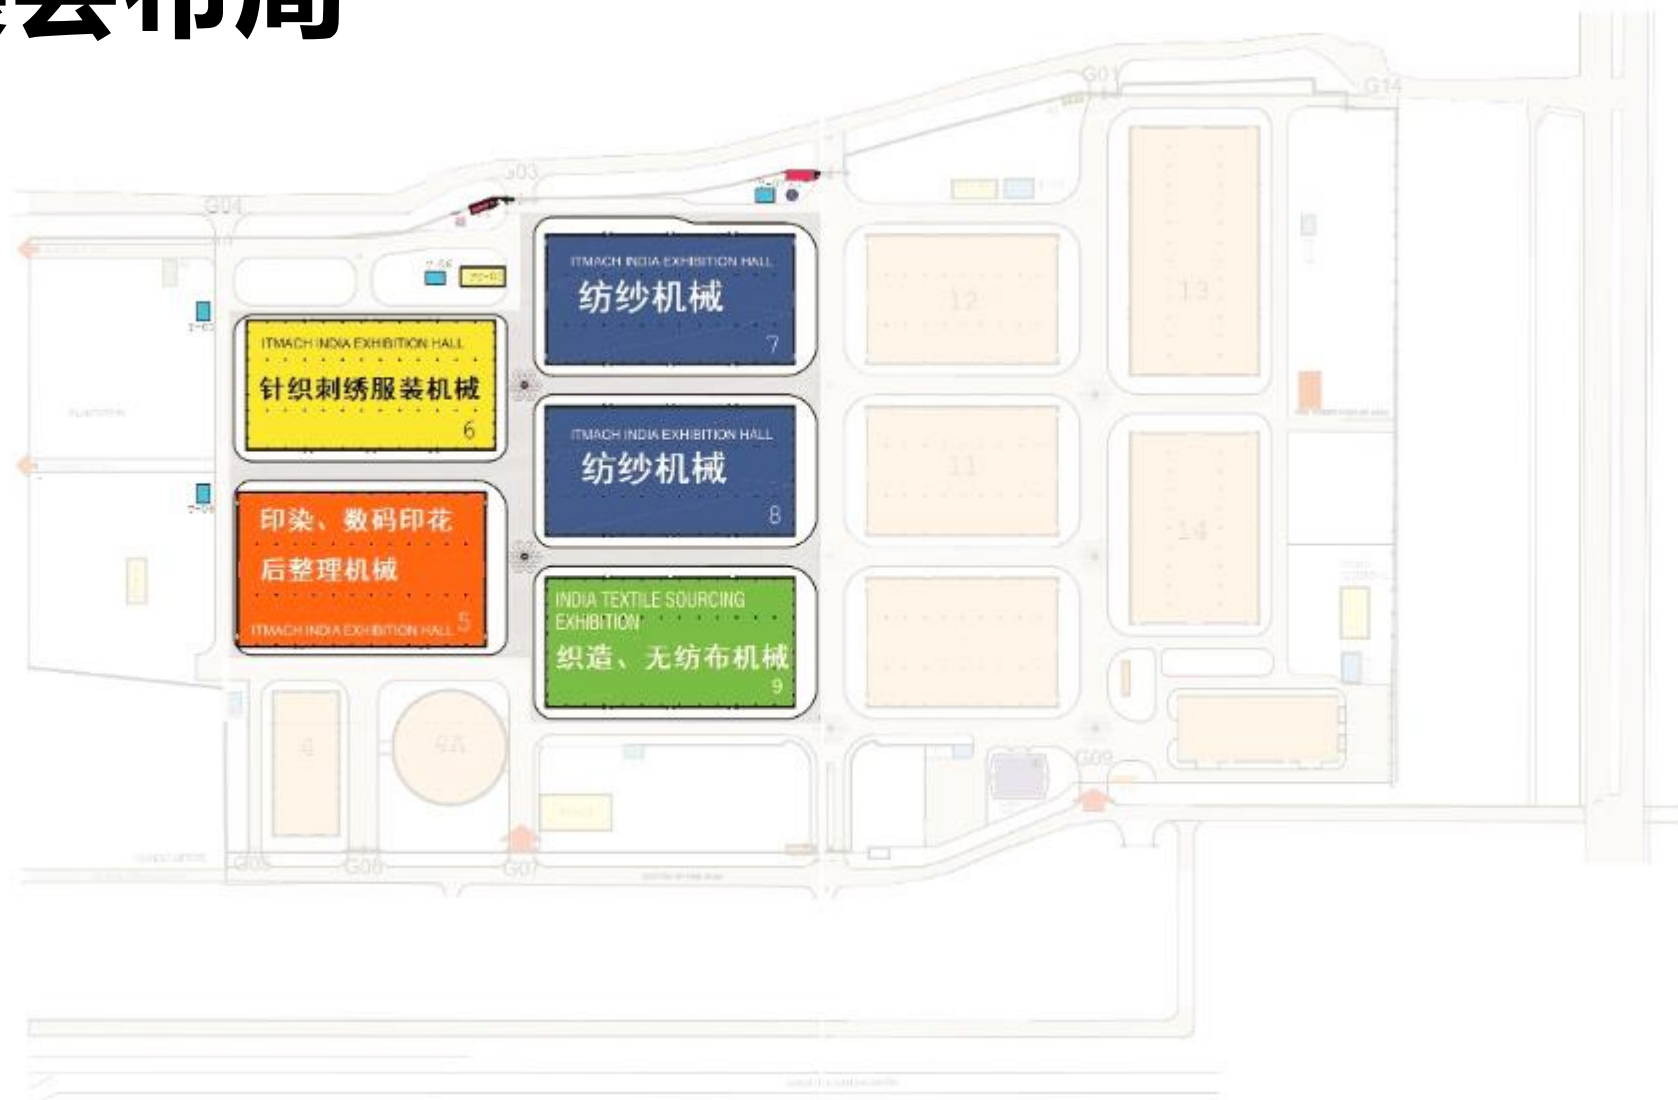 会布局
G01
G14
G03
G04
ITMACH INDIA EXHIBITION HALL
纺纱机械
7
12
13
ITMACH INDIA EXHIBITION HALL
针织刺绣服装机械
6
ITMACH INDIA EXHIBITION HALL
纺纱机械
8
11
14
印染、数码印花
后整理机械
ITMACH INDIA EXHIBITION HALL 5
INDIA TEXTILE SOURCING
EXHIBITION
织造、无纺布机械
9
4
4A
G09
G05
G06
G07